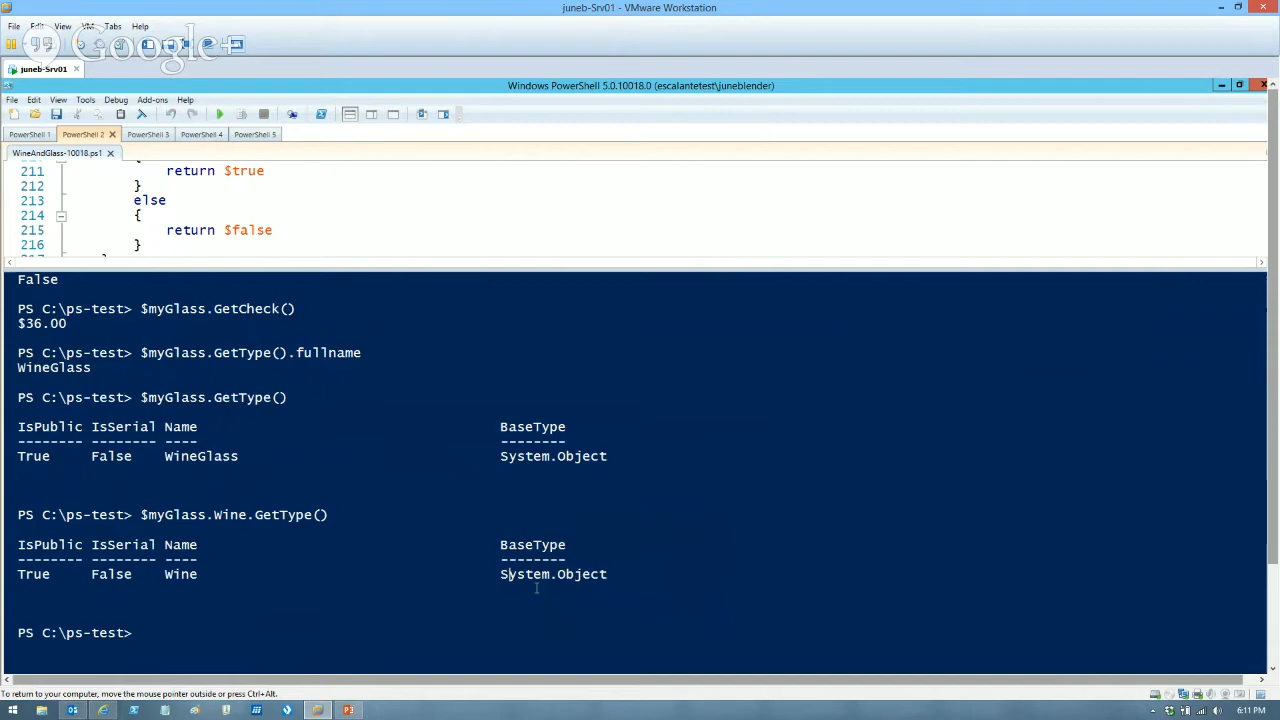 juneb-Srv01 - VMware Workstation
File Edit View VM Tabs Help
Google+
juneb-Srv01
Windows PowerShell 5.0.10018.0 (escalantetest\juneblender)
File Edit View Tools Debug Add-ons Help
PowerShell 1 PowerShell 2 PowerShell 3 PowerShell 4 PowerShell 5
WineAndGlass-10018.ps1
211 return $true
212 }
213 else
214 {
215 return $false
216 }
False
PS C:\ps-test> $myGlass.GetCheck()
$36.00
PS C:\ps-test> $myGlass.GetType().fullname
WineGlass
PS C:\ps-test> $myGlass.GetType()
IsPublic IsSerial Name BaseType
-------- -------- ---- --------
True False WineGlass System.Object
PS C:\ps-test> $myGlass.Wine.GetType()
IsPublic IsSerial Name BaseType
-------- -------- ---- --------
True False Wine System.Object
PS C:\ps-test>
To return to your computer, move the mouse pointer outside or press Ctrl+Alt.
6:11 PM